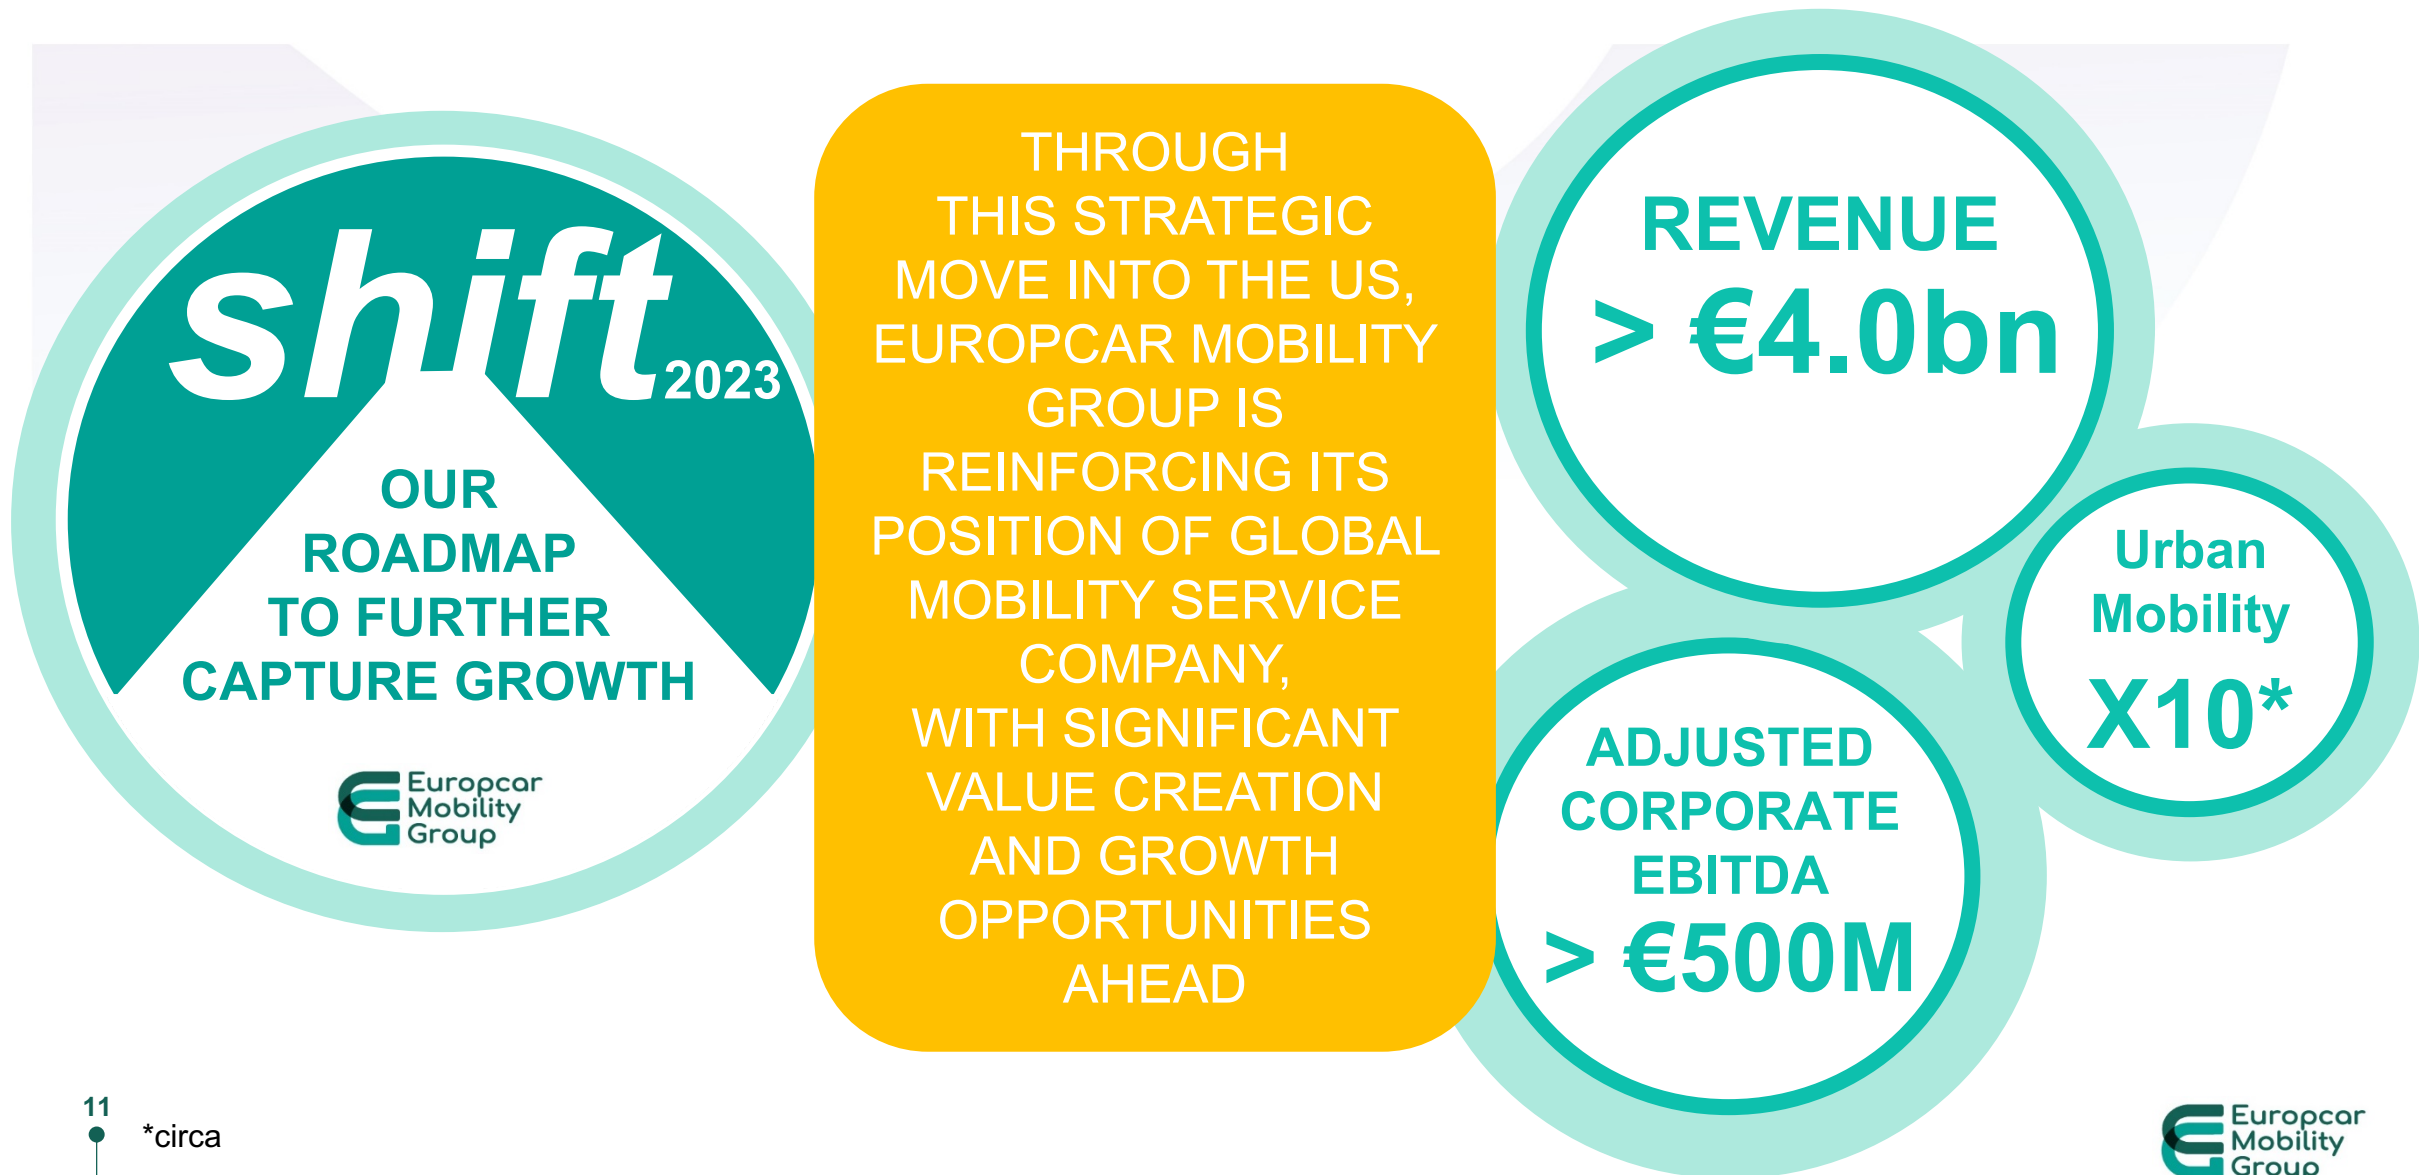 shift 2023
OUR
ROADMAP
TO FURTHER
CAPTURE GROWTH
Europcar
Mobility
Group
THROUGH
THIS STRATEGIC
MOVE INTO THE US,
EUROPCAR MOBILITY
GROUP IS
REINFORCING ITS
POSITION OF GLOBAL
MOBILITY SERVICE
COMPANY,
WITH SIGNIFICANT
VALUE CREATION
AND GROWTH
OPPORTUNITIES
AHEAD
REVENUE
> €4.0bn
Urban
Mobility
X10*
ADJUSTED
CORPORATE
EBITDA
> €500M
11
*circa
Europcar
Mobility
Group